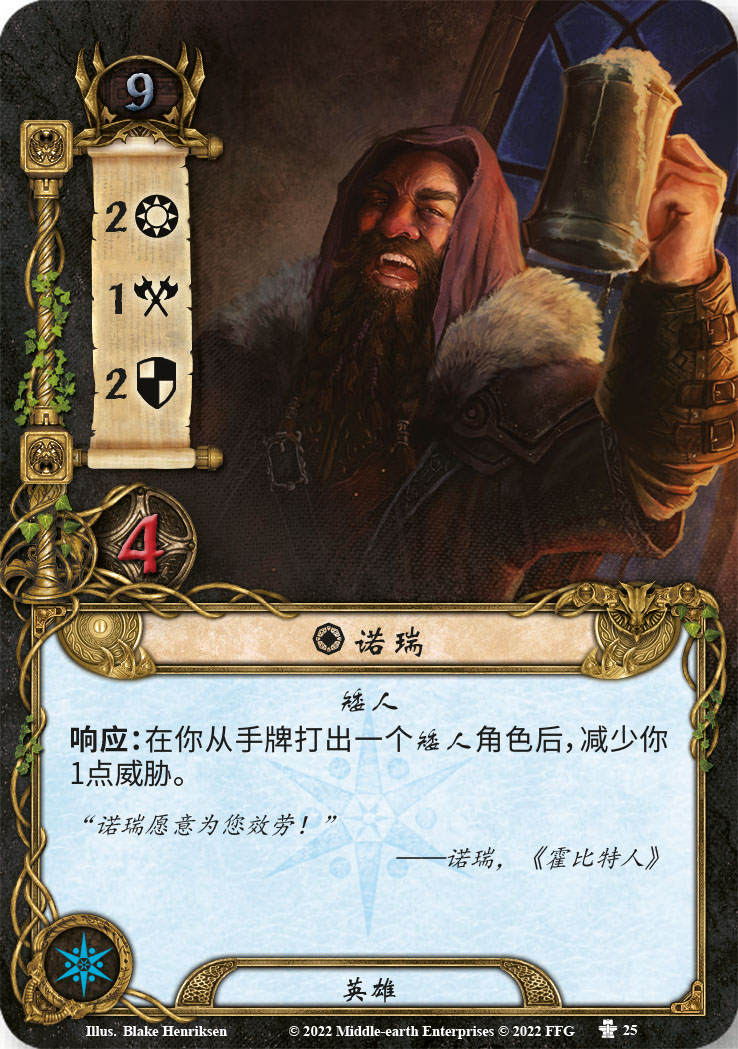 9
2
1
2
4
诺瑞
矮人
响应：在你从手牌打出一个矮人角色后，减少你
1点威胁。
“诺瑞愿意为您效劳！”
——诺瑞，《霍比特人》
英雄
Illus. Blake Henriksen © 2022 Middle-earth Enterprises © 2022 FFG 25